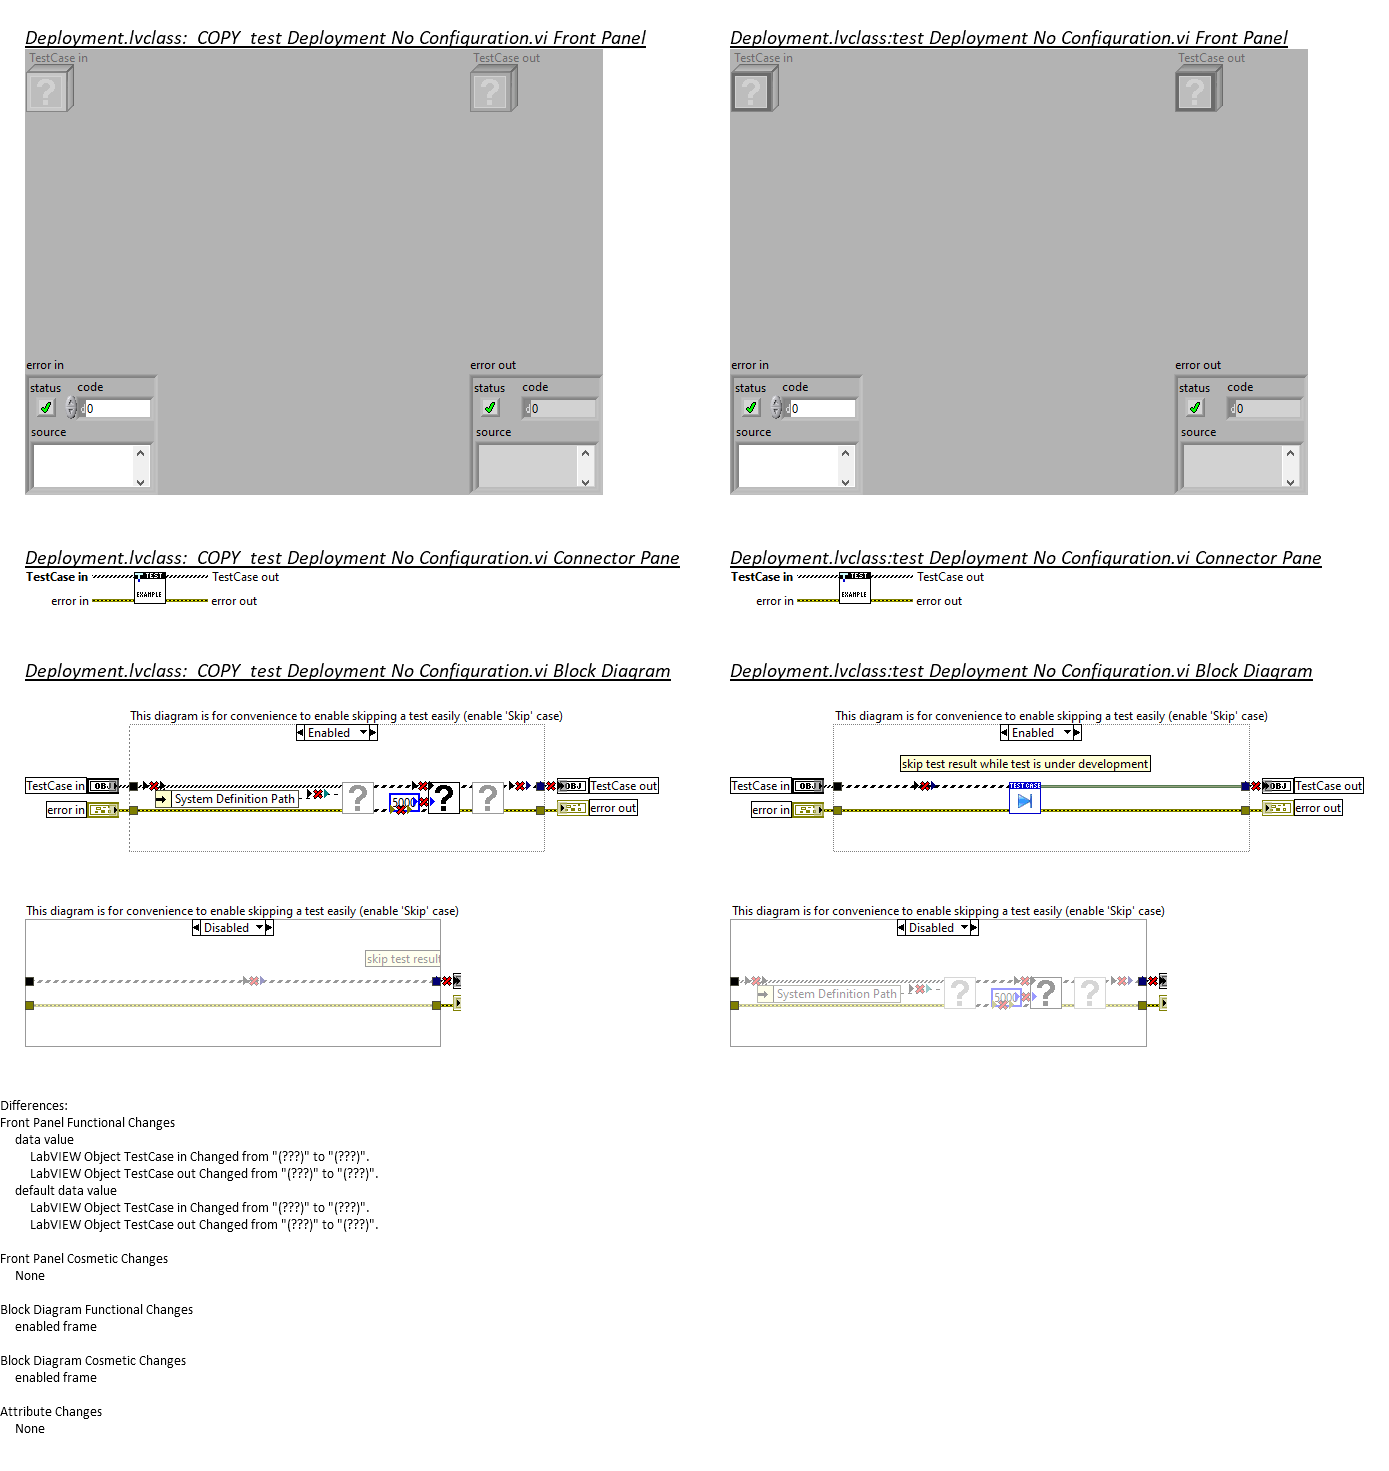 Deployment.lvclass:_COPY_test Deployment No Configuration.vi Front Panel
TestCase in
TestCase out
error in
error out
status code
0
source
status code
0
source
Deployment.lvclass:test Deployment No Configuration.vi Front Panel
TestCase in
TestCase out
error in
error out
status code
0
source
status code
0
source
Deployment.lvclass:_COPY_test Deployment No Configuration.vi Connector Pane
TestCase in
TestCase out
TEST
EXAMPLE
error in
error out
Deployment.lvclass:test Deployment No Configuration.vi Connector Pane
TestCase in
TestCase out
TEST
EXAMPLE
error in
error out
Deployment.lvclass:_COPY_test Deployment No Configuration.vi Block Diagram
This diagram is for convenience to enable skipping a test easily (enable 'Skip' case)
Enabled
TestCase in
OBJ
System Definition Path
5000
OBJ
TestCase out
error in
error out
Deployment.lvclass:test Deployment No Configuration.vi Block Diagram
This diagram is for convenience to enable skipping a test easily (enable 'Skip' case)
Enabled
skip test result while test is under development
TestCase in
OBJ
TEST CASE
OBJ
TestCase out
error in
error out
This diagram is for convenience to enable skipping a test easily (enable 'Skip' case)
Disabled
skip test result
This diagram is for convenience to enable skipping a test easily (enable 'Skip' case)
Disabled
System Definition Path
5000
Differences:
Front Panel Functional Changes
data value
LabVIEW Object TestCase in Changed from "(???)" to "(???)".
LabVIEW Object TestCase out Changed from "(???)" to "(???)".
default data value
LabVIEW Object TestCase in Changed from "(???)" to "(???)".
LabVIEW Object TestCase out Changed from "(???)" to "(???)".
Front Panel Cosmetic Changes
None
Block Diagram Functional Changes
enabled frame
Block Diagram Cosmetic Changes
enabled frame
Attribute Changes
None